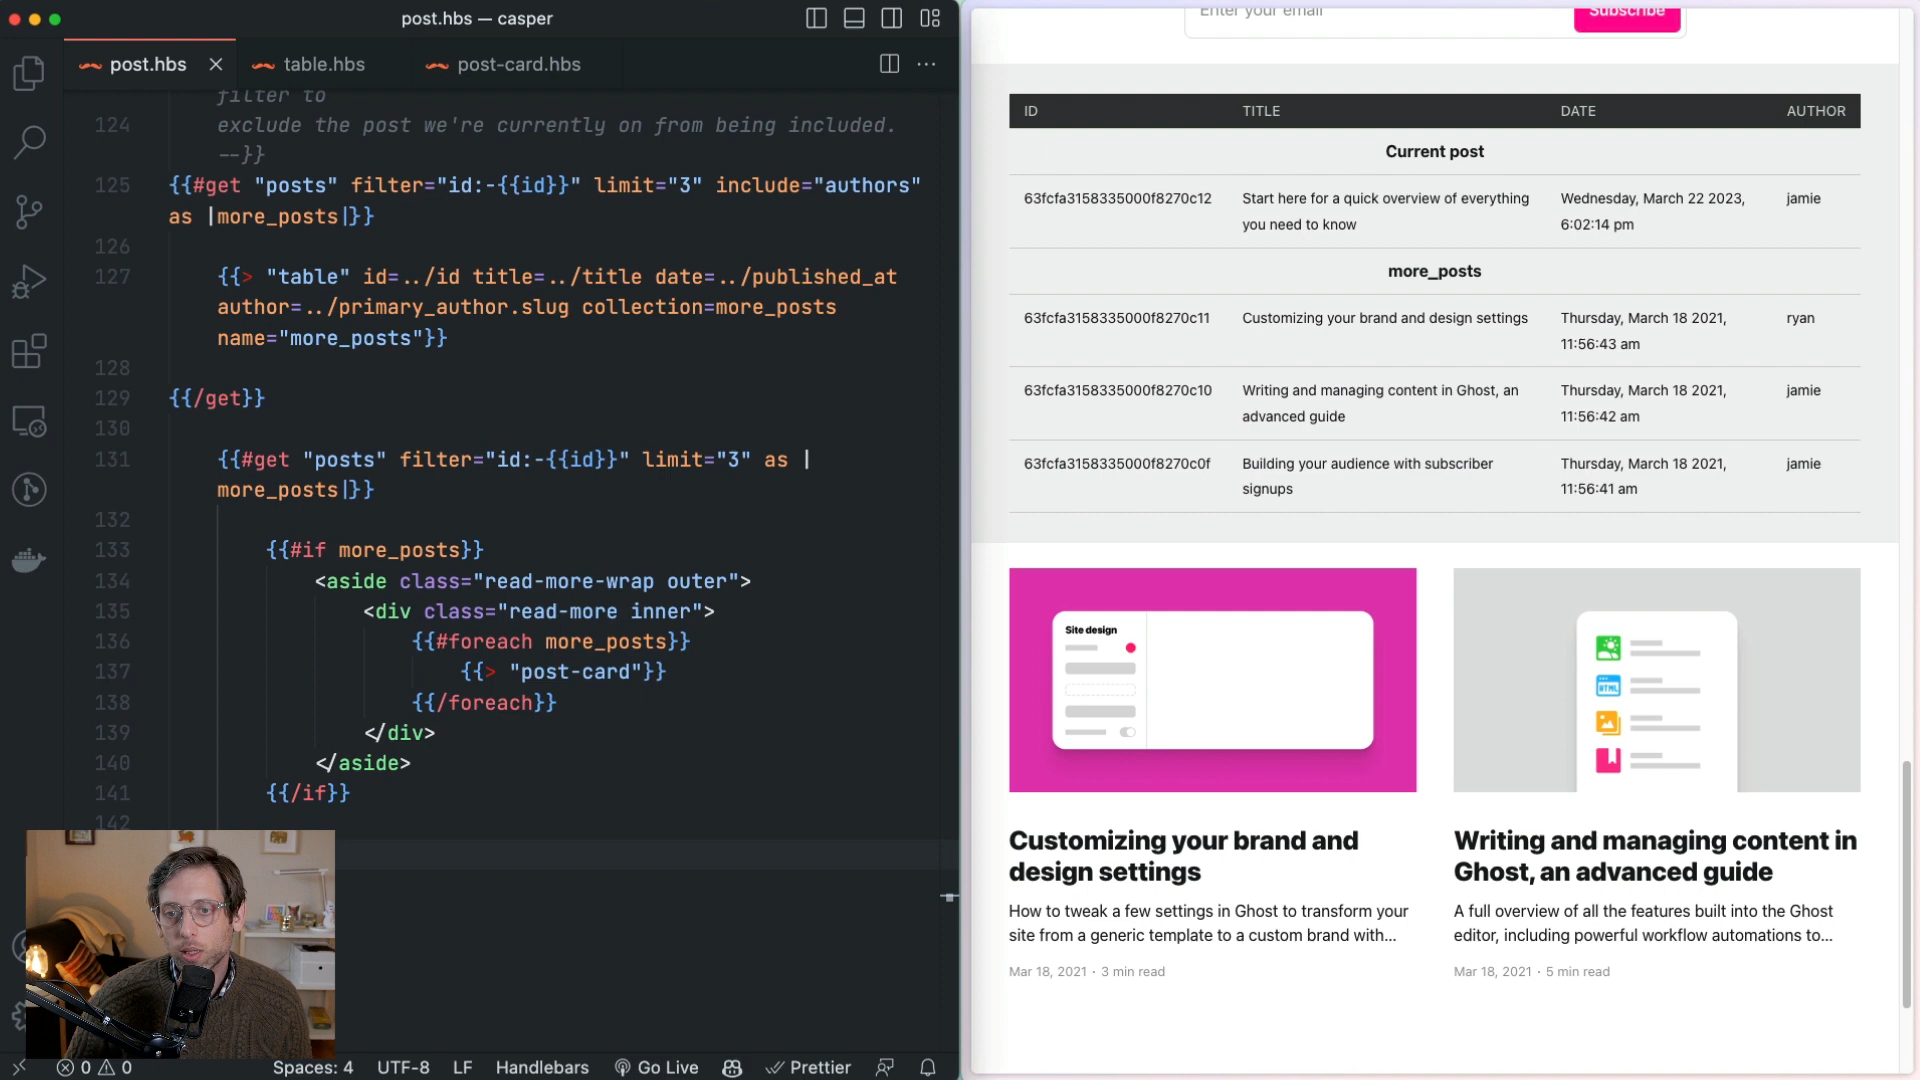 post.hbs — casper
post.hbs
table.hbs
post-card.hbs
filter to
124 exclude the post we're currently on from being included.
--}}
125 {{#get "posts" filter="id:-{{id}}" limit="3" include="authors"
as |more_posts|}}
126
127 {{> "table" id=../id title=../title date=../published_at
author=../primary_author.slug collection=more_posts
name="more_posts"}}
128
129 {{/get}}
130
131 {{#get "posts" filter="id:-{{id}}" limit="3" as |
more_posts|}}
132
133 {{#if more_posts}}
134 <aside class="read-more-wrap outer">
135 <div class="read-more inner">
136 {{#foreach more_posts}}
137 {{> "post-card"}}
138 {{/foreach}}
139 </div>
140 </aside>
141 {{/if}}
142
0 0 Spaces: 4 UTF-8 LF Handlebars Go Live Prettier
Enter your email
Subscribe
ID TITLE DATE AUTHOR
Current post
63fcfa3158335000f8270c12 Start here for a quick overview of everything Wednesday, March 22 2023, jamie
you need to know 6:02:14 pm
more_posts
63fcfa3158335000f8270c11 Customizing your brand and design settings Thursday, March 18 2021, ryan
11:56:43 am
63fcfa3158335000f8270c10 Writing and managing content in Ghost, an Thursday, March 18 2021, jamie
advanced guide 11:56:42 am
63fcfa3158335000f8270c0f Building your audience with subscriber Thursday, March 18 2021, jamie
signups 11:56:41 am
Site design
HTML
Customizing your brand and
design settings
How to tweak a few settings in Ghost to transform your
site from a generic template to a custom brand with...
Mar 18, 2021 • 3 min read
Writing and managing content in
Ghost, an advanced guide
A full overview of all the features built into the Ghost
editor, including powerful workflow automations to...
Mar 18, 2021 • 5 min read